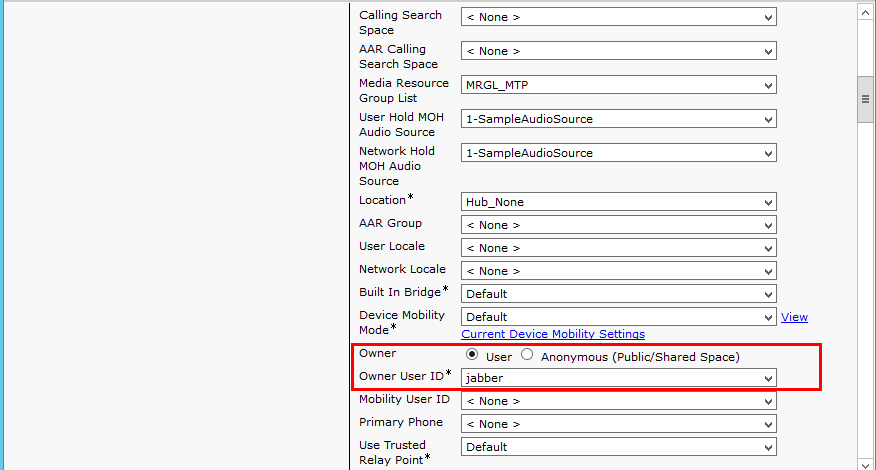 Calling Search
Space
< None >
AAR Calling
Search Space
< None >
Media Resource
Group List
MRGL_MTP
User Hold MOH
Audio Source
1-SampleAudioSource
Network Hold
MOH Audio
Source
1-SampleAudioSource
Location*
Hub_None
AAR Group
< None >
User Locale
< None >
Network Locale
< None >
Built In Bridge*
Default
Device Mobility
Mode*
Default
View
Current Device Mobility Settings
Owner
User
Anonymous (Public/Shared Space)
Owner User ID*
jabber
Mobility User ID
< None >
Primary Phone
< None >
Use Trusted
Relay Point*
Default